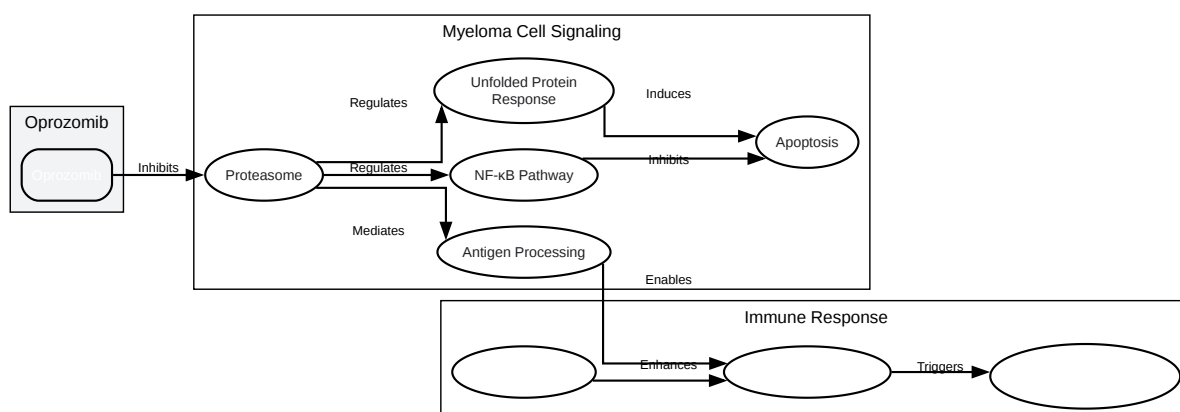 Myeloma Cell Signaling
Unfolded Protein
Response
Regulates
Induces
Oprozomib
Apoptosis
Oprozomib
Inhibits
Proteasome
Regulates
NF-κB Pathway
Inhibits
Mediates
Antigen Processing
Enables
Immune Response
Enhances
Triggers